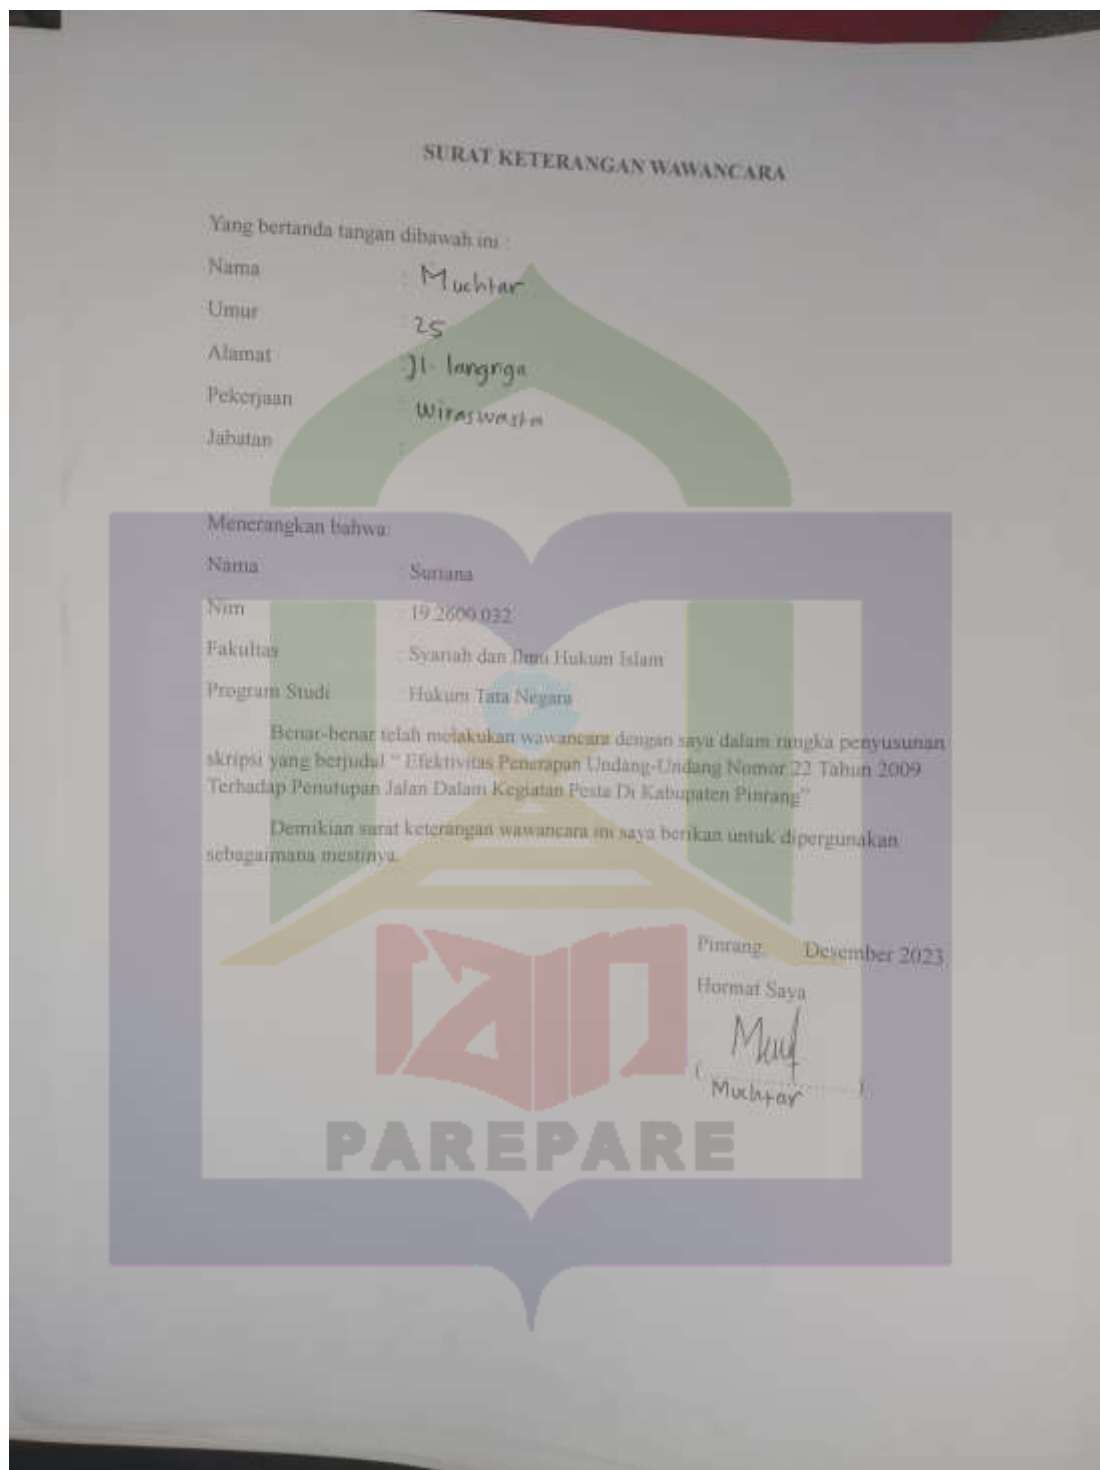 SURAT KETERANGAN WAWANCARA
Yang bertanda tangan dibawah ini :
Nama : Muchtar
Umur 25
Alamat : Jl. langnga
Pekerjaan : Wiraswasta
Jabatan :
Menerangkan bahwa:
Nama : Suriana
Nim : 19.2600.032
Fakultas : Syariah dan Ilmu Hukum Islam
Program Studi : Hukum Tata Negara
Benar-benar telah melakukan wawancara dengan saya dalam rangka penyusunan
skripsi yang berjudul “ Efektivitas Penerapan Undang-Undang Nomor 22 Tahun 2009
Terhadap Penutupan Jalan Dalam Kegiatan Pesta Di Kabupaten Pinrang”
Demikian surat keterangan wawancara ini saya berikan untuk dipergunakan
sebagaimana mestinya.
Pinrang, Desember 2023
Hormat Saya
(....................)
Muchtar
IAIN
PAREPARE